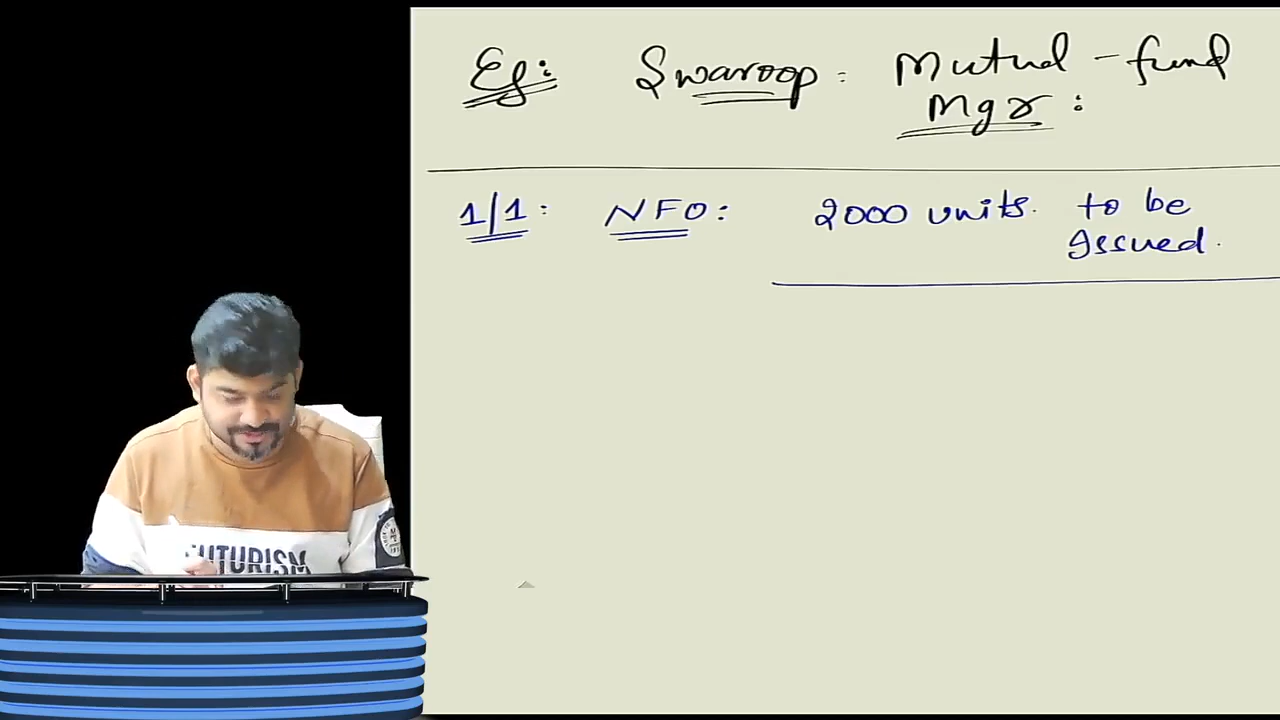 Eg: Swaroop: Mutual-fund
Mgr:
1/1: NFO: 2000 units. to be
Issued.
FUTURISM